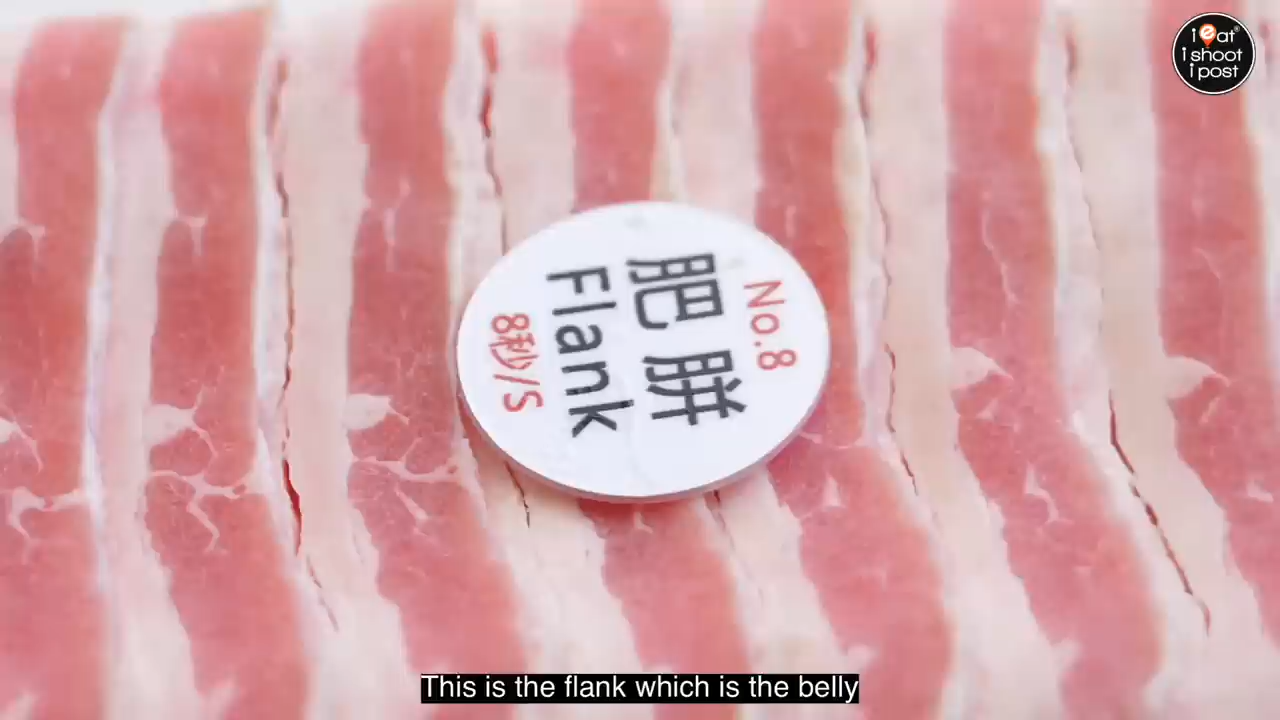 i eat®
i shoot
i post
No.8
肥胼
Flank
8秒/S
This is the flank which is the belly